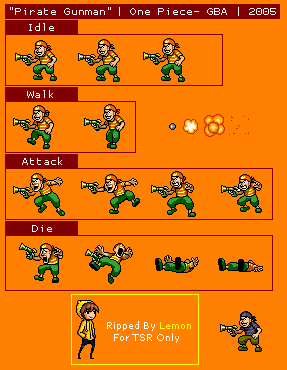 "Pirate Gunman" | One Piece- GBA | 2005
Idle
Walk
Attack
Die
Ripped By Lemon
For TSR Only